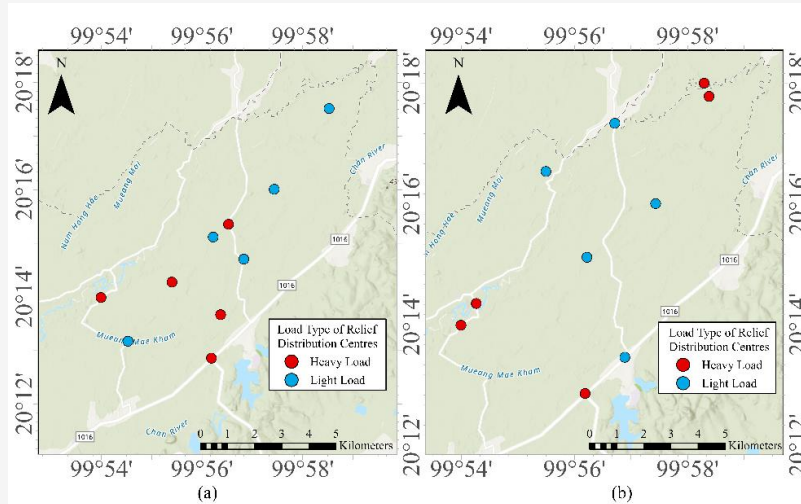 99°54' 99°56' 99°58' 99°54' 99°56' 99°58'
20°18'
20°16'
20°14'
20°12'
N
Nam Hong Hae
Mueang Mai
Chan River
1016
1016
Mueang Mae Kham
1016
Chan River
Load Type of Relief
Distribution Centres
Heavy Load
Light Load
0 1 2 3 4 5
Kilometers
99°54' 99°56' 99°58'
(a)
20°18'
20°16'
20°14'
20°12'
N
Hong Hae
Mueang Mai
Chan River
1016
Mueang Mae Kham
1016
Load Type of Relief
Distribution Centres
Heavy Load
Light Load
0 1 2 3 4 5
Kilometers
20°18'
20°16'
20°14'
20°12'
99°54' 99°56' 99°58'
(b)